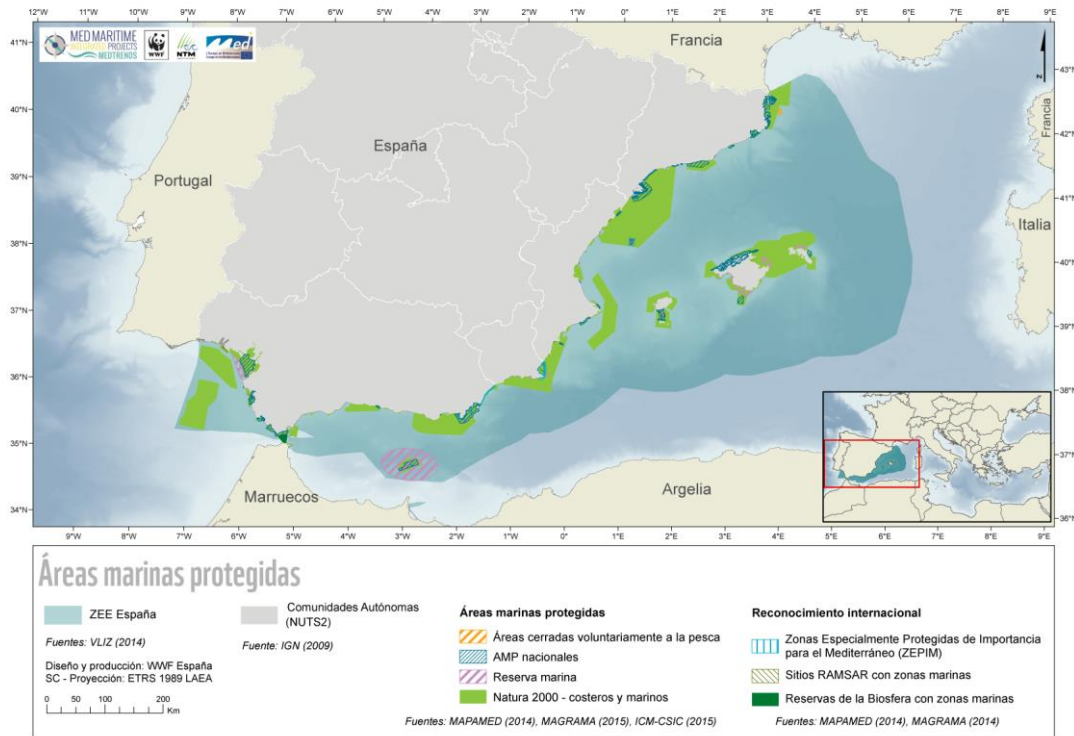 MED MARITIME
INTEGRATED PROJECTS
MEDTRENDS
WWF
NTM
Med
12°W 11°W 10°W 9°W 8°W 7°W 6°W 5°W 4°W 3°W 2°W 1°W 0° 1°E 2°E 3°E 4°E 5°E 6°E 7°E 8°E 9°E
41°N
40°N
39°N
38°N
37°N
36°N
35°N
34°N
Francia
España
Portugal
Marruecos
Argelia
Italia
Francia
N
43°N
42°N
41°N
40°N
39°N
38°N
37°N
36°N
12°W 11°W 10°W 9°W 8°W 7°W 6°W 5°W 4°W 3°W 2°W 1°W 0° 1°E 2°E 3°E 4°E 5°E 6°E 7°E 8°E 9°E
Áreas marinas protegidas
ZEE España
Fuentes: VLIZ (2014)
Diseño y producción: WWF España
SC - Proyección: ETRS 1989 LAEA
0 50 100 200
Km
Comunidades Autónomas
(NUTS2)
Fuente: IGN (2009)
Áreas marinas protegidas
Áreas cerradas voluntariamente a la pesca
AMP nacionales
Reserva marina
Natura 2000 - costeros y marinos
Fuentes: MAPAMED (2014), MAGRAMA (2015), ICM-CSIC (2015)
Reconocimiento internacional
Zonas Especialmente Protegidas de Importancia
para el Mediterráneo (ZEPIM)
Sitios RAMSAR con zonas marinas
Reservas de la Biosfera con zonas marinas
Fuentes: MAPAMED (2014), MAGRAMA (2014)